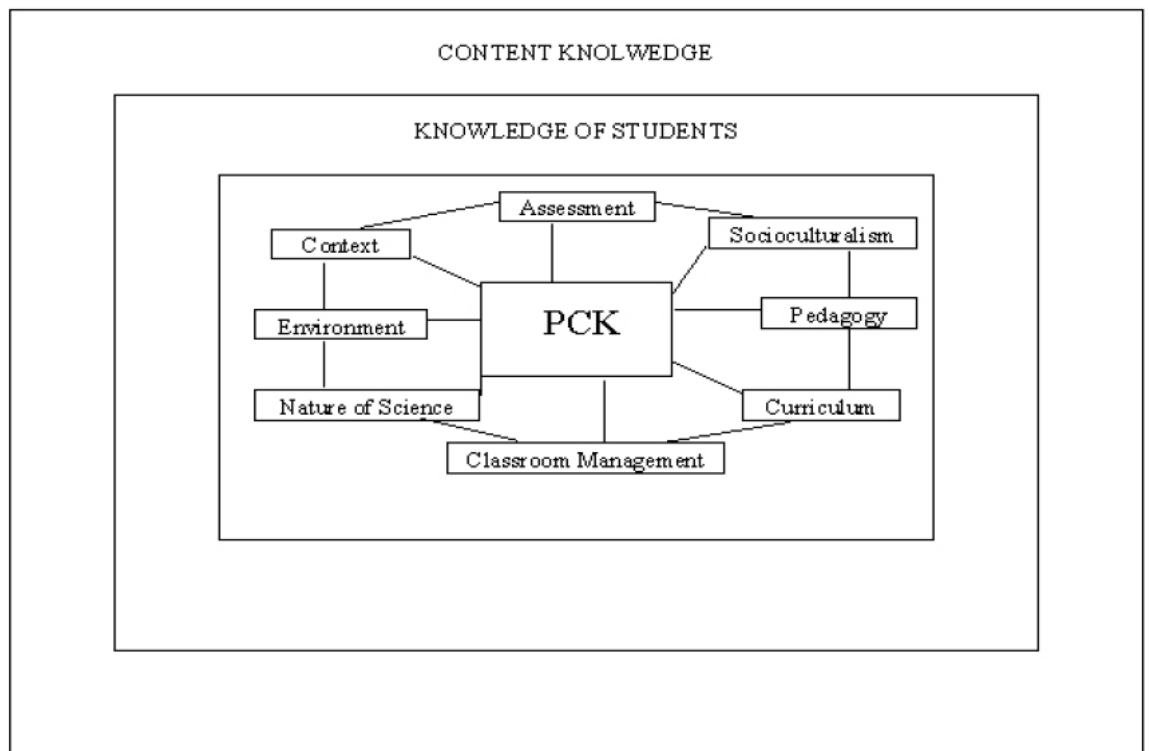 CONTENT KNOLWEDGE
KNOWLEDGE OF STUDENTS
Assessment
Context
Socioculturalism
Environment
PCK
Pedagogy
Nature of Science
Curriculum
Classroom Management